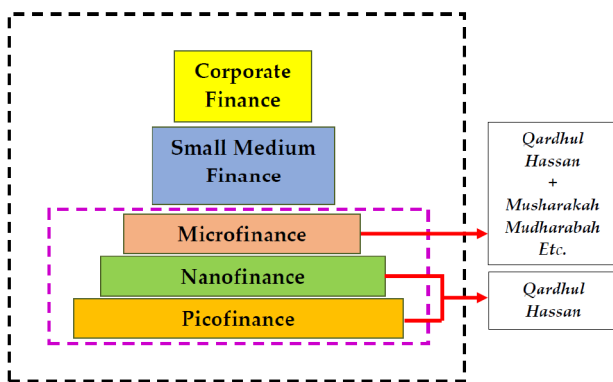 Corporate
Finance
Small Medium
Finance
Microfinance
Nanofinance
Picofinance
Qardhul
Hassan
+
Musharakah
Mudharabah
Etc.
Qardhul
Hassan